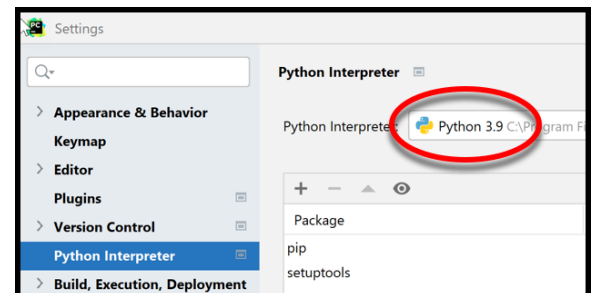 PC
Settings
Appearance & Behavior
Keymap
Editor
Plugins
Version Control
Python Interpreter
Build, Execution, Deployment
Python Interpreter
Python Interpreter: Python 3.9 C:\Program Fi
Package
pip
setuptools